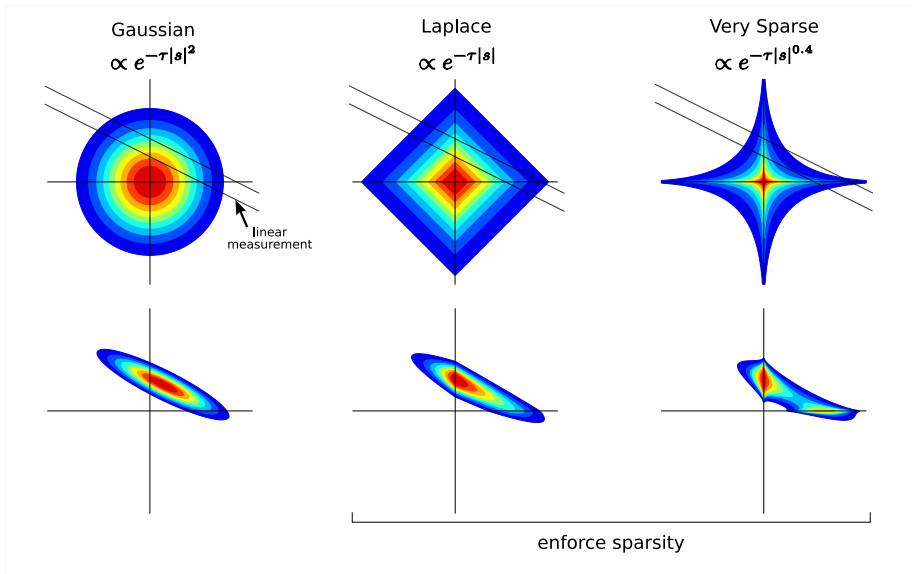 Gaussian
∝ e^{−τ|s|^2}
Laplace
∝ e^{−τ|s|}
Very Sparse
∝ e^{−τ|s|^{0.4}}
linear
measurement
enforce sparsity